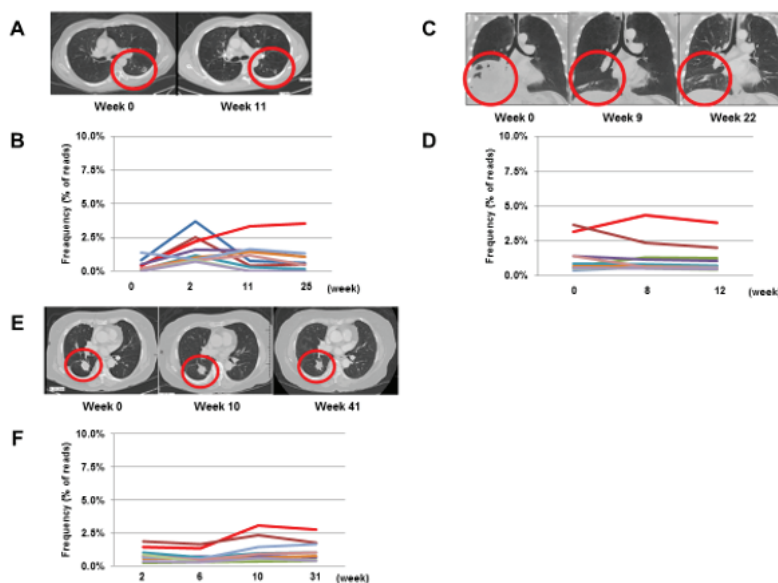 A
Week 0 Week 11
B
Freaquency (% of reads)
10.0%
7.5%
5.0%
2.5%
0.0%
0 2 11 25 (week)
C
Week 0 Week 9 Week 22
D
Frequency (% of reads)
10.0%
7.5%
5.0%
2.5%
0.0%
0 8 12 (week)
E
Week 0 Week 10 Week 41
F
Frequency (% of reads)
10.0%
7.5%
5.0%
2.5%
0.0%
2 6 10 31 (week)